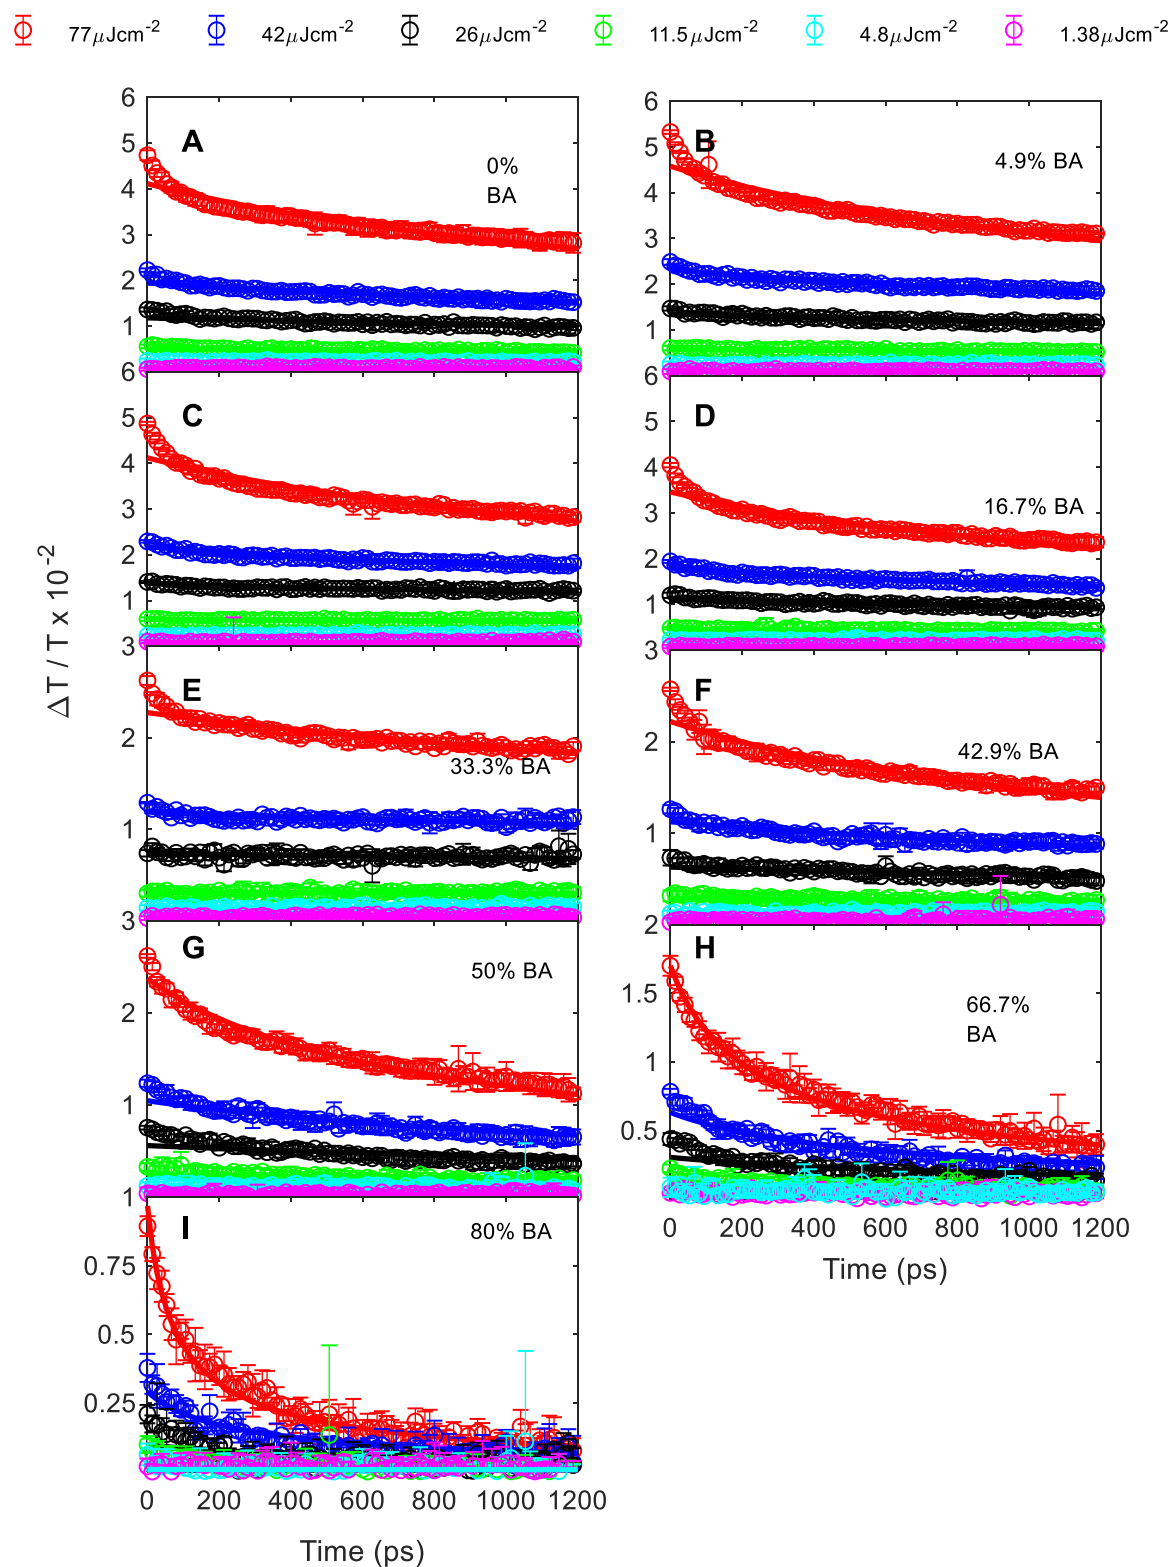 77μJcm-2 42μJcm-2 26μJcm-2 11.5μJcm-2 4.8μJcm-2 1.38μJcm-2
6 6
A B
5 0% BA 5 4.9% BA
4 4
3 3
2 2
1 1
6 6
C D
5 5
4 4 16.7% BA
3 3
2 2
1 1
ΔT / T x 10-2
3 3
E F
2 2
33.3% BA 42.9% BA
1 1
3 2
G H
50% BA
2 1.5 66.7% BA
1 1
0.5
1
I 80% BA
0 200 400 600 800 1000 1200
Time (ps)
0.75
0.5
0.25
0 200 400 600 800 1000 1200
Time (ps)